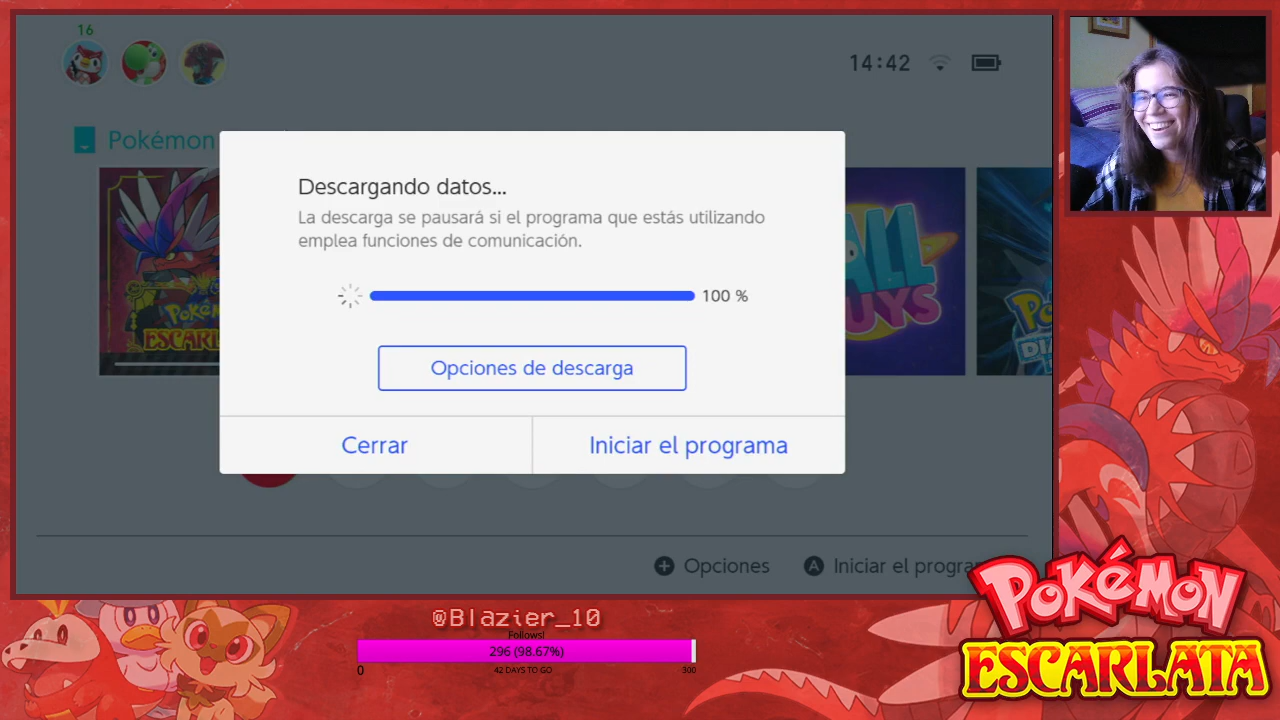 16
14:42
Pokémon
Descargando datos...
La descarga se pausará si el programa que estás utilizando
emplea funciones de comunicación.
100 %
Opciones de descarga
Cerrar
Iniciar el programa
Opciones
Iniciar el progra
@Blazier_10
Follows!
296 (98.67%)
0
42 DAYS TO GO
300
POKÉMON
ESCARLATA